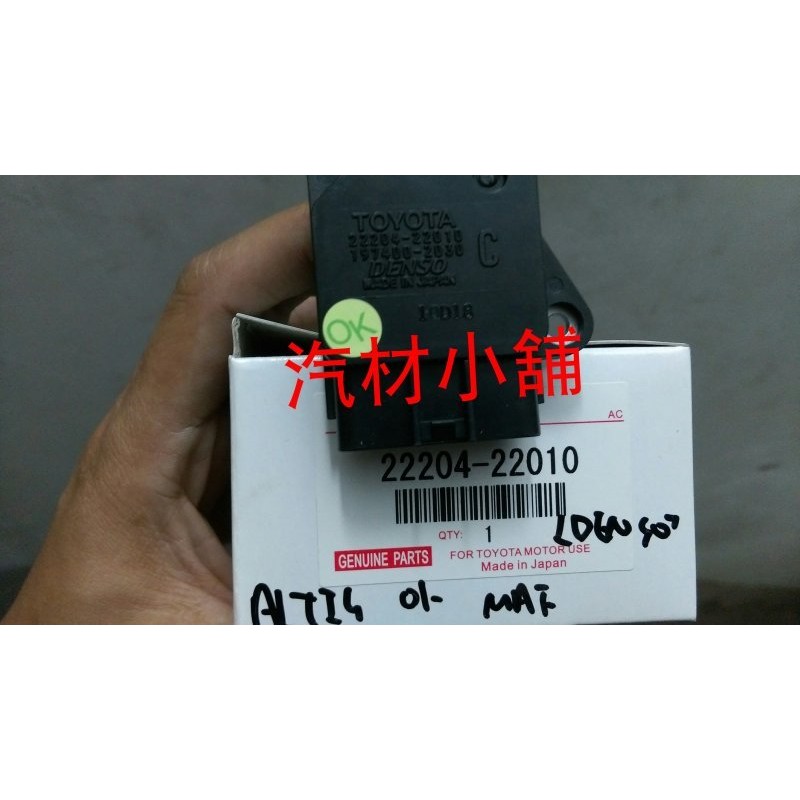 TOYOTA
22204-22010
197400-2030
DENSO
MADE IN JAPAN
C
OK
汽材小舖
AC
22204-22010
QTY: 1
GENUINE PARTS
FOR TOYOTA MOTOR USE
Made in Japan
ALTIS 01- MAF